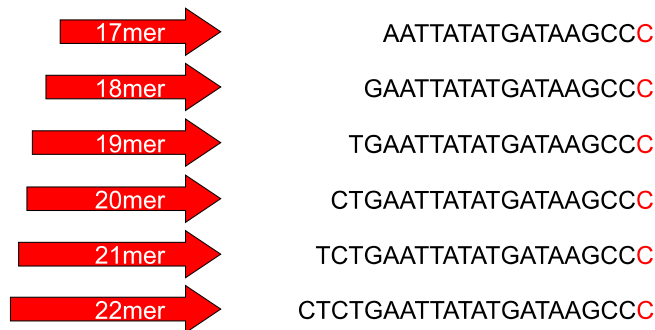 17mer AATTATATGATAAGCCC
18mer GAATTATATGATAAGCCC
19mer TGAATTATATGATAAGCCC
20mer CTGAATTATATGATAAGCCC
21mer TCTGAATTATATGATAAGCCC
22mer CTCTGAATTATATGATAAGCCC